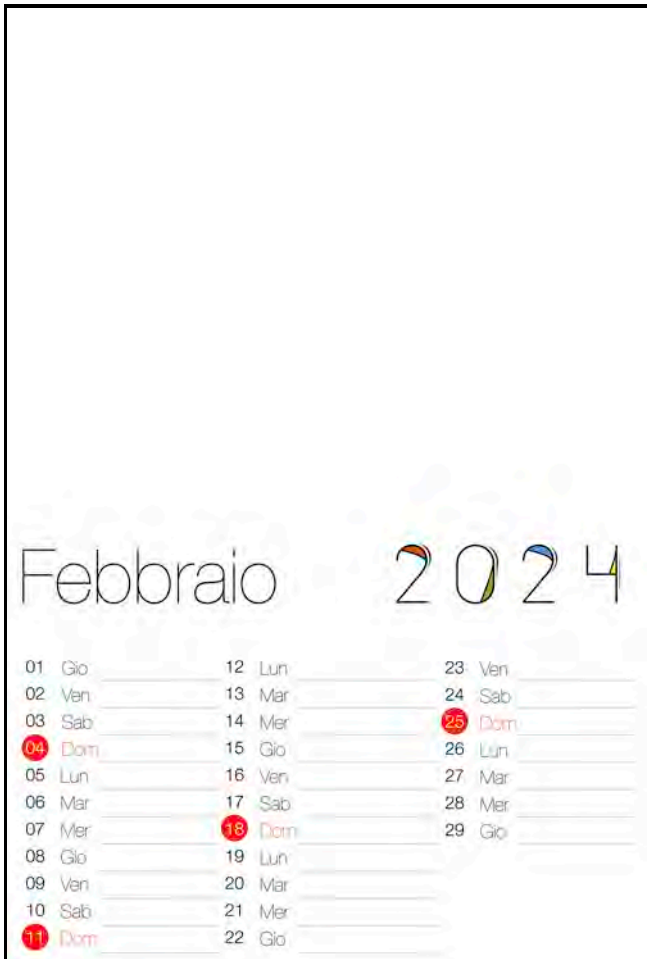 Febbraio 2024
01 Gio
02 Ven
03 Sab
04 Dom
05 Lun
06 Mar
07 Mer
08 Gio
09 Ven
10 Sab
11 Dom
12 Lun
13 Mar
14 Mer
15 Gio
16 Ven
17 Sab
18 Dom
19 Lun
20 Mar
21 Mer
22 Gio
23 Ven
24 Sab
25 Dom
26 Lun
27 Mar
28 Mer
29 Gio